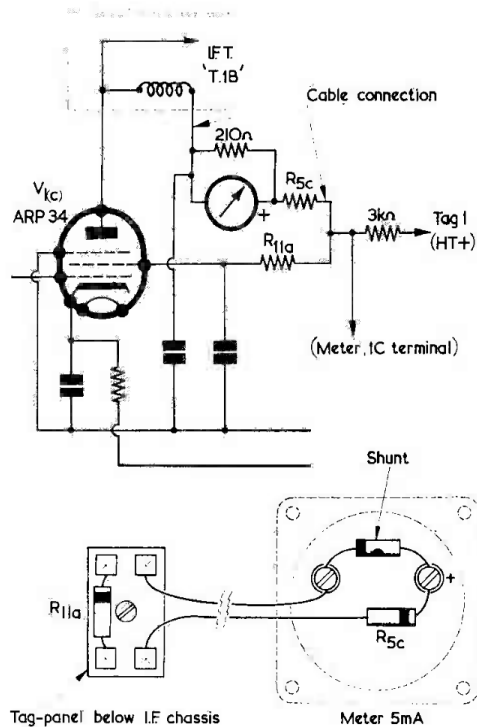 I.F.T.
'T.1B'
Cable connection
210Ω
R5c
V1(c)
ARP 34
+
3kΩ
Tag 1
(HT+)
R11a
(Meter, 1C terminal)
Shunt
R11a
+
R5c
Tag-panel below I.F. chassis
Meter 5mA